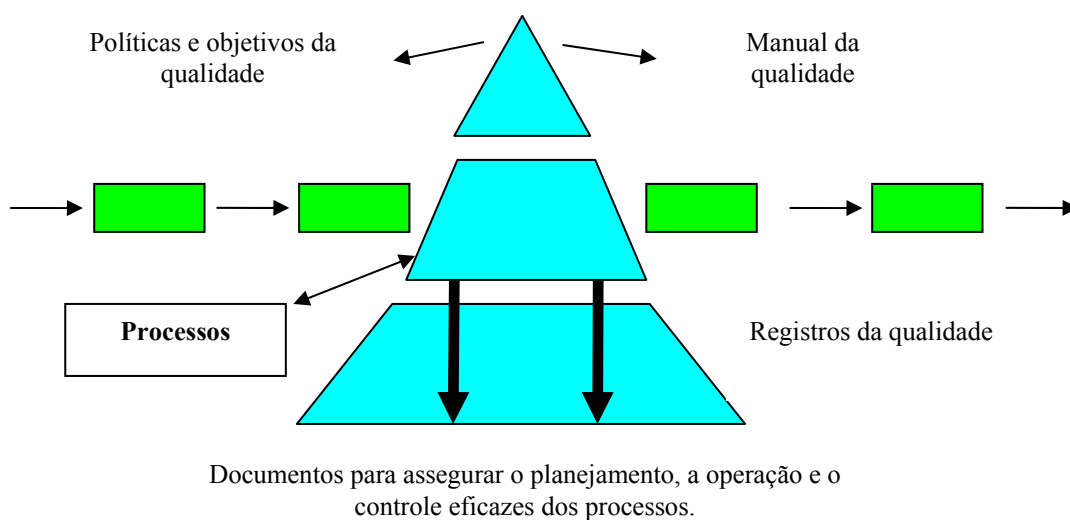 Políticas e objetivos da
qualidade
Manual da
qualidade
Processos
Registros da qualidade
Documentos para assegurar o planejamento, a operação e o
controle eficazes dos processos.